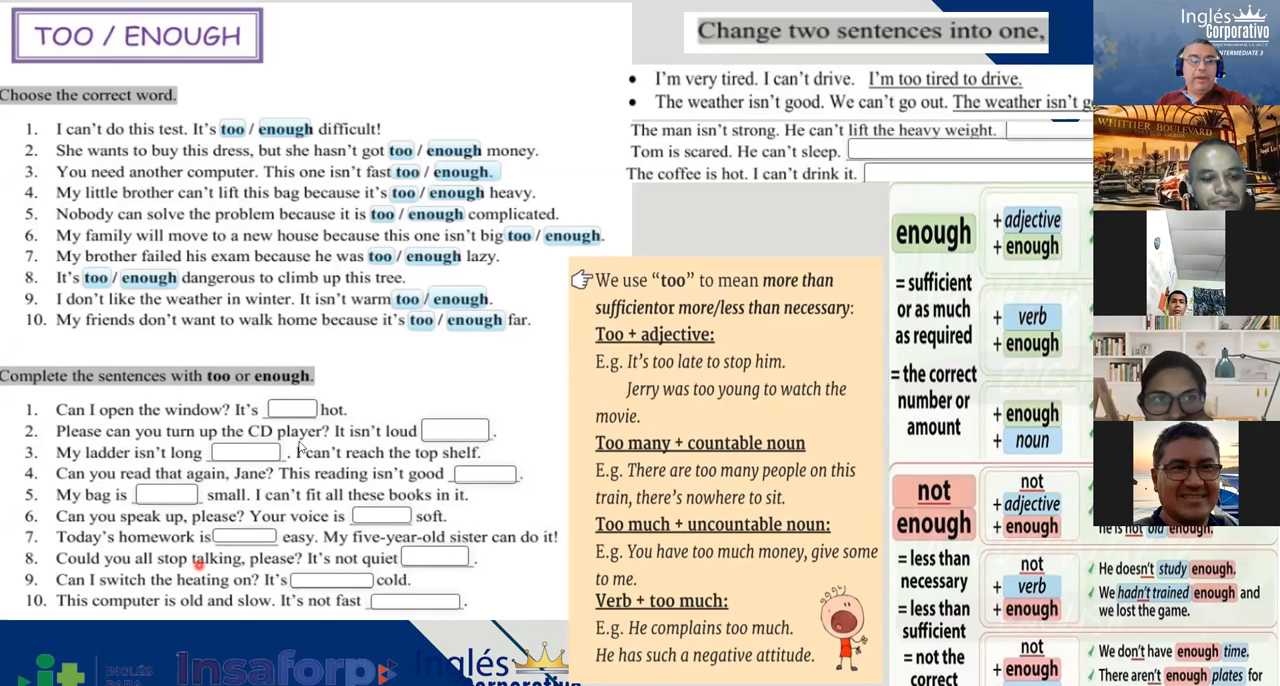 TOO / ENOUGH
Choose the correct word.
1. I can't do this test. It's too / enough difficult!
2. She wants to buy this dress, but she hasn't got too / enough money.
3. You need another computer. This one isn't fast too / enough.
4. My little brother can't lift this bag because it's too / enough heavy.
5. Nobody can solve the problem because it is too / enough complicated.
6. My family will move to a new house because this one isn't big too / enough.
7. My brother failed his exam because he was too / enough lazy.
8. It's too / enough dangerous to climb up this tree.
9. I don't like the weather in winter. It isn't warm too / enough.
10. My friends don't want to walk home because it's too / enough far.
Complete the sentences with too or enough.
1. Can I open the window? It's hot.
2. Please can you turn up the CD player? It isn't loud .
3. My ladder isn't long . I can't reach the top shelf.
4. Can you read that again, Jane? This reading isn't good .
5. My bag is small. I can't fit all these books in it.
6. Can you speak up, please? Your voice is soft.
7. Today's homework is easy. My five-year-old sister can do it!
8. Could you all stop talking, please? It's not quiet .
9. Can I switch the heating on? It's cold.
10. This computer is old and slow. It's not fast .
Change two sentences into one,
• I'm very tired. I can't drive. I'm too tired to drive.
• The weather isn't good. We can't go out. The weather isn't g
The man isn't strong. He can't lift the heavy weight.
Tom is scared. He can't sleep.
The coffee is hot. I can't drink it.
We use "too" to mean more than
sufficientor more/less than necessary:
Too + adjective:
E.g. It's too late to stop him.
Jerry was too young to watch the
movie.
Too many + countable noun
E.g. There are too many people on this
train, there's nowhere to sit.
Too much + uncountable noun:
E.g. You have too much money, give some
to me.
Verb + too much:
E.g. He complains too much.
He has such a negative attitude.
enough
= sufficient
or as much
as required
= the correct
number or
amount
+ adjective
+ enough
+ verb
+ enough
+ enough
+ noun
not
enough
= less than
necessary
= less than
sufficient
= not the
correct
not
+ adjective
+ enough
he is not old enough.
not
+ verb
+ enough
✓ He doesn't study enough.
✓ We hadn't trained enough and
we lost the game.
not
+ enough
✓ We don't have enough time.
✓ There aren't enough plates for
Inglés
Corporativo
INTERMEDIATE 3
WHITTIER BOULEVARD
INGLÉS
PARA
Insaforp
Inglés
Corporativo